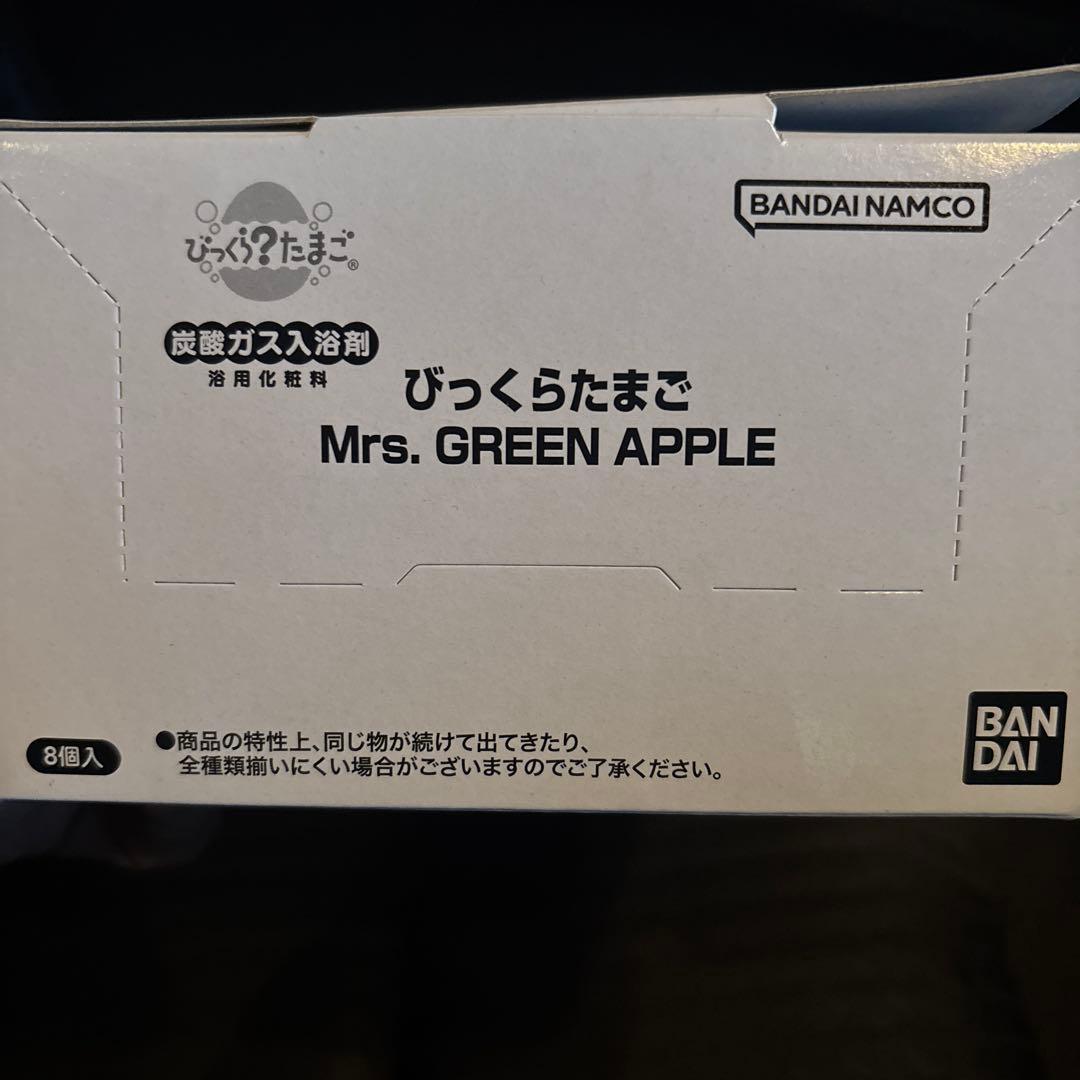 びっくら?たまご®
BANDAI NAMCO
炭酸ガス入浴剤
浴用化粧料
びっくらたまご
Mrs. GREEN APPLE
8個入
●商品の特性上、同じ物が続けて出てきたり、
全種類揃いにくい場合がございますのでご了承ください。
BAN
DAI